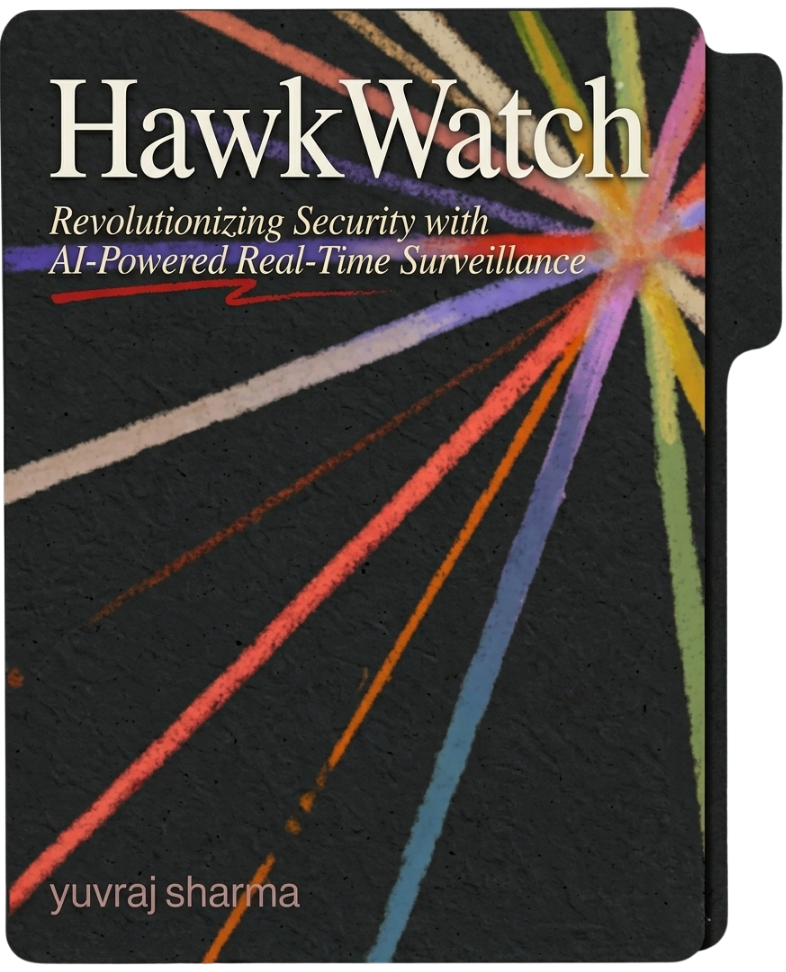 HawkWatch
Revolutionizing Security with
AI-Powered Real-Time Surveillance
yuvraj sharma